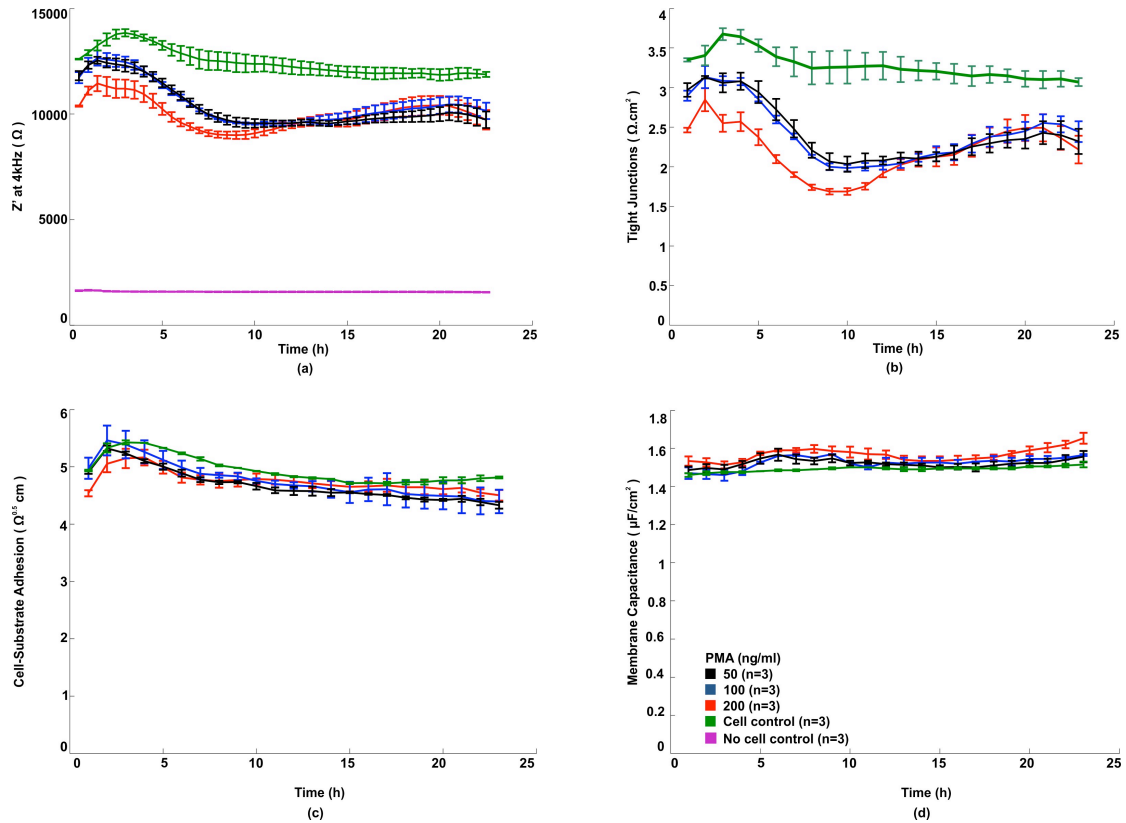 15000
10000
5000
0
Z' at 4kHz ( Ω )
5
10
15
20
25
Time (h)
(a)
4
3.5
3
2.5
2
1.5
1
0.5
0
Tight Junctions ( Ω.cm² )
0
5
10
15
20
25
Time (h)
(b)
6
5
4
3
2
1
0
Cell-Substrate Adhesion ( Ω⁰·⁵ cm )
0
5
10
15
20
25
Time (h)
(c)
1.8
1.6
1.4
1.2
1
0.8
0.6
0.4
0.2
0
Membrane Capacitance ( µF/cm² )
PMA (ng/ml)
50 (n=3)
100 (n=3)
200 (n=3)
Cell control (n=3)
No cell control (n=3)
0
5
10
15
20
25
Time (h)
(d)